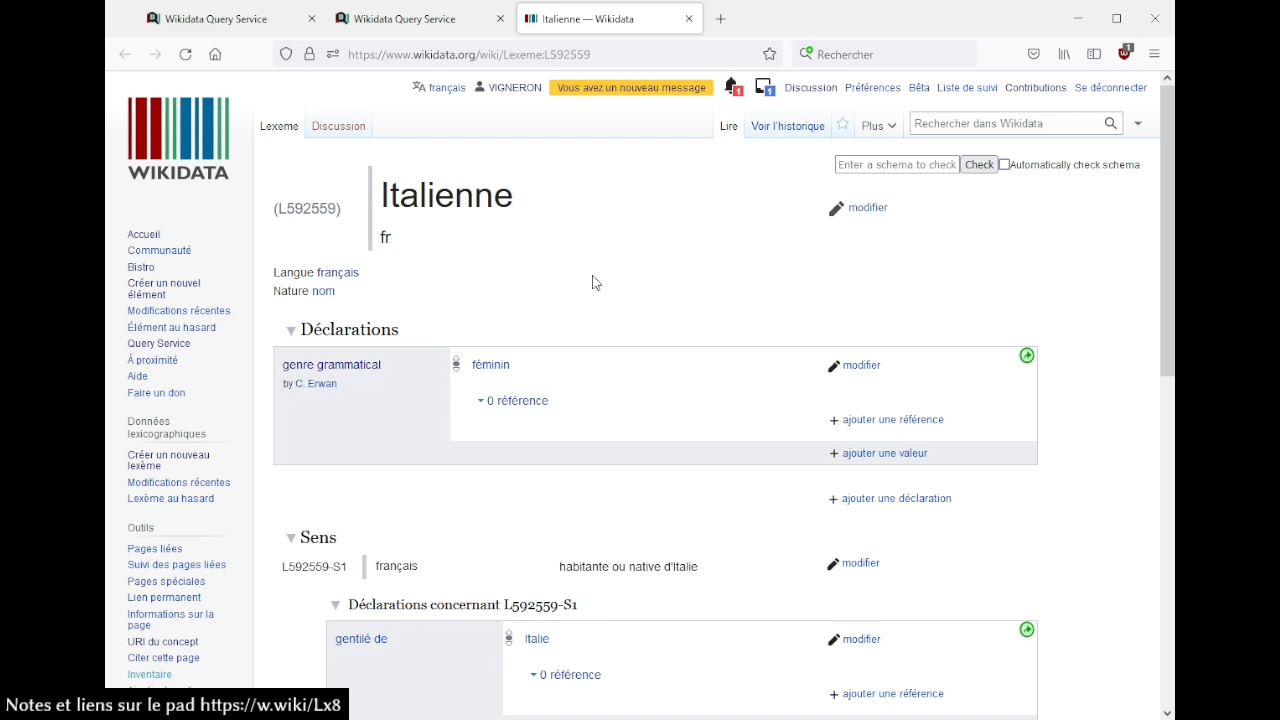 Wikidata Query Service
Wikidata Query Service
Italienne — Wikidata
https://www.wikidata.org/wiki/Lexeme:L592559
Rechercher
1
français
VIGNERON
Vous avez un nouveau message
1
1
Discussion
Préférences
Bêta
Liste de suivi
Contributions
Se déconnecter
WIKIDATA
Lexeme
Discussion
Lire
Voir l'historique
Plus
Rechercher dans Wikidata
Enter a schema to check
Check
Automatically check schema
(L592559)
Italienne
fr
modifier
Langue français
Nature nom
Déclarations
genre grammatical
by C. Erwan
féminin
modifier
0 référence
+ ajouter une référence
+ ajouter une valeur
+ ajouter une déclaration
Sens
L592559-S1
français
habitante ou native d'Italie
modifier
Déclarations concernant L592559-S1
gentilé de
Italie
modifier
0 référence
+ ajouter une référence
Accueil
Communauté
Bistro
Créer un nouvel
élément
Modifications récentes
Élément au hasard
Query Service
À proximité
Aide
Faire un don
Données
lexicographiques
Créer un nouveau
lexème
Modifications récentes
Lexème au hasard
Outils
Pages liées
Suivi des pages liées
Pages spéciales
Lien permanent
Informations sur la
page
URI du concept
Citer cette page
Inventaire
Notes et liens sur le pad https://w.wiki/Lx8